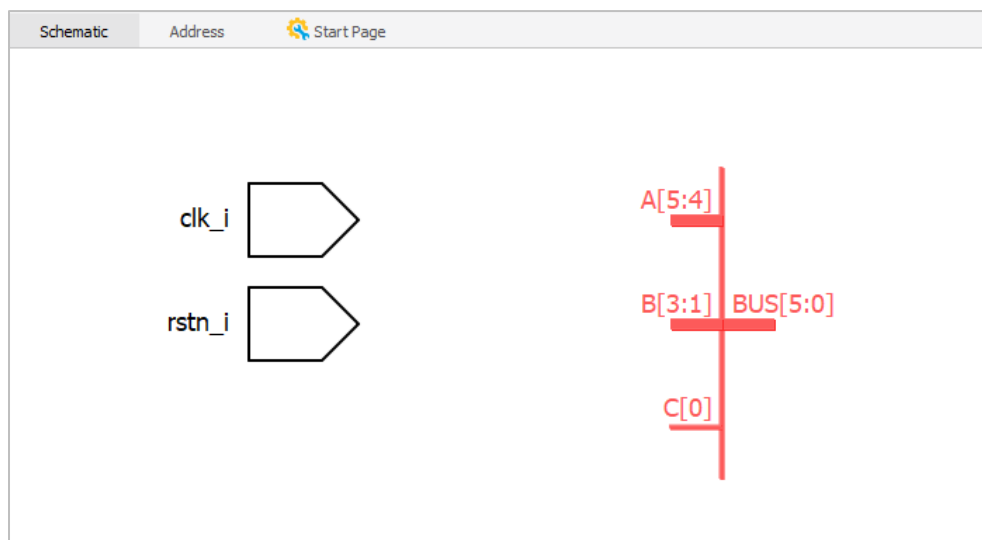 Schematic Address Start Page
clk_i
rstn_i
A[5:4]
B[3:1] BUS[5:0]
C[0]